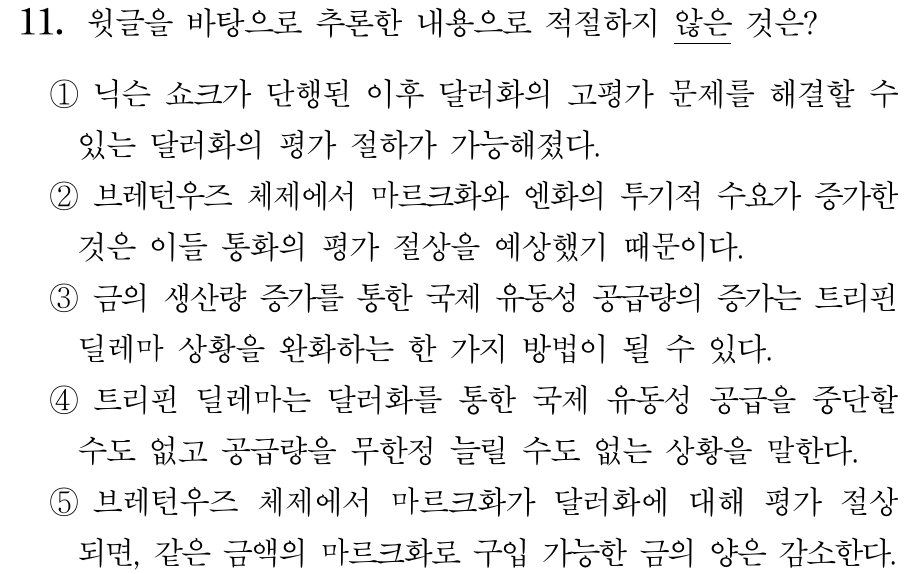 11. 윗글을 바탕으로 추론한 내용으로 적절하지 않은 것은?
① 닉슨 쇼크가 단행된 이후 달러화의 고평가 문제를 해결할 수
있는 달러화의 평가 절하가 가능해졌다.
② 브레턴우즈 체제에서 마르크화와 엔화의 투기적 수요가 증가한
것은 이들 통화의 평가 절상을 예상했기 때문이다.
③ 금의 생산량 증가를 통한 국제 유동성 공급량의 증가는 트리핀
딜레마 상황을 완화하는 한 가지 방법이 될 수 있다.
④ 트리핀 딜레마는 달러화를 통한 국제 유동성 공급을 중단할
수도 없고 공급량을 무한정 늘릴 수도 없는 상황을 말한다.
⑤ 브레턴우즈 체제에서 마르크화가 달러화에 대해 평가 절상
되면, 같은 금액의 마르크화로 구입 가능한 금의 양은 감소한다.